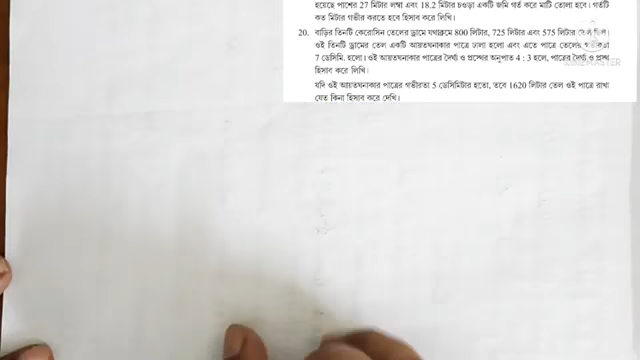 হয়েছে পাশের 27 মিটার লম্বা এবং 18.2 মিটার চওড়া একটি জমি গর্ত করে মাটি তোলা হবে। গর্তটি
কত মিটার গভীর করতে হবে হিসাব করে লিখি।
20. বাড়ির তিনটি কেরোসিন তেলের ড্রামে যথাক্রমে 800 লিটার, 725 লিটার এবং 575 লিটার তেল ছিল।
ওই তিনটি ড্রামের তেল একটি আয়তঘনাকার পাত্রে ঢালা হলো এবং এতে পাত্রে তেলের গভীরতা
7 ডেসিমি. হলো। ওই আয়তঘনাকার পাত্রের দৈর্ঘ্য ও প্রস্থের অনুপাত 4 : 3 হলে, পাত্রের দৈর্ঘ্য ও প্রস্থ
হিসাব করে লিখি।
যদি ওই আয়তঘনাকার পাত্রের গভীরতা 5 ডেসিমিটার হতো, তবে 1620 লিটার তেল ওই পাত্রে রাখা
যেত কিনা হিসাব করে দেখি।
KINEMASTER